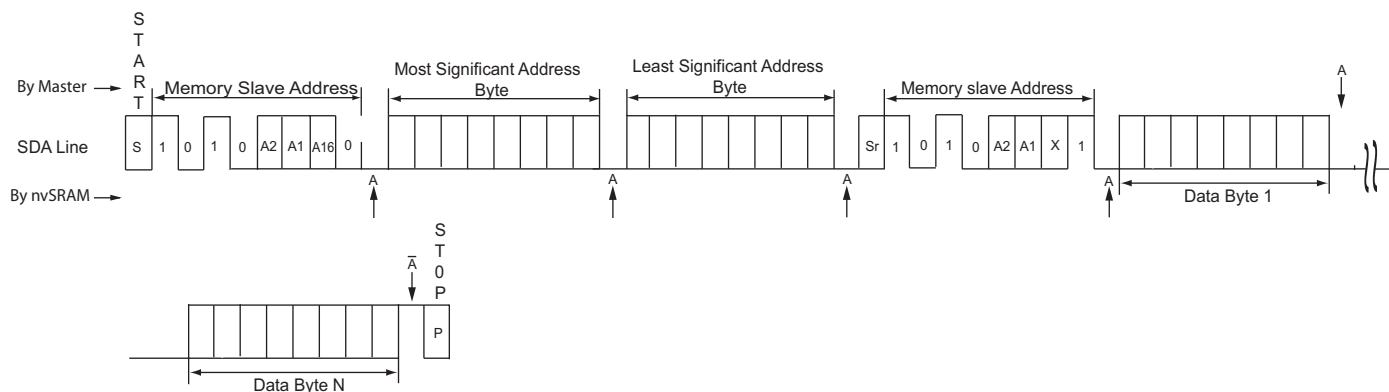 START
By Master
Memory Slave Address
Most Significant Address
Byte
Least Significant Address
Byte
Memory slave Address
A
SDA Line
S 1 0 1 0 A2 A1 A16 0
Sr 1 0 1 0 A2 A1 X 1
By nvSRAM
A
A
A
A
Data Byte 1
ST0P
A̅
P
Data Byte N